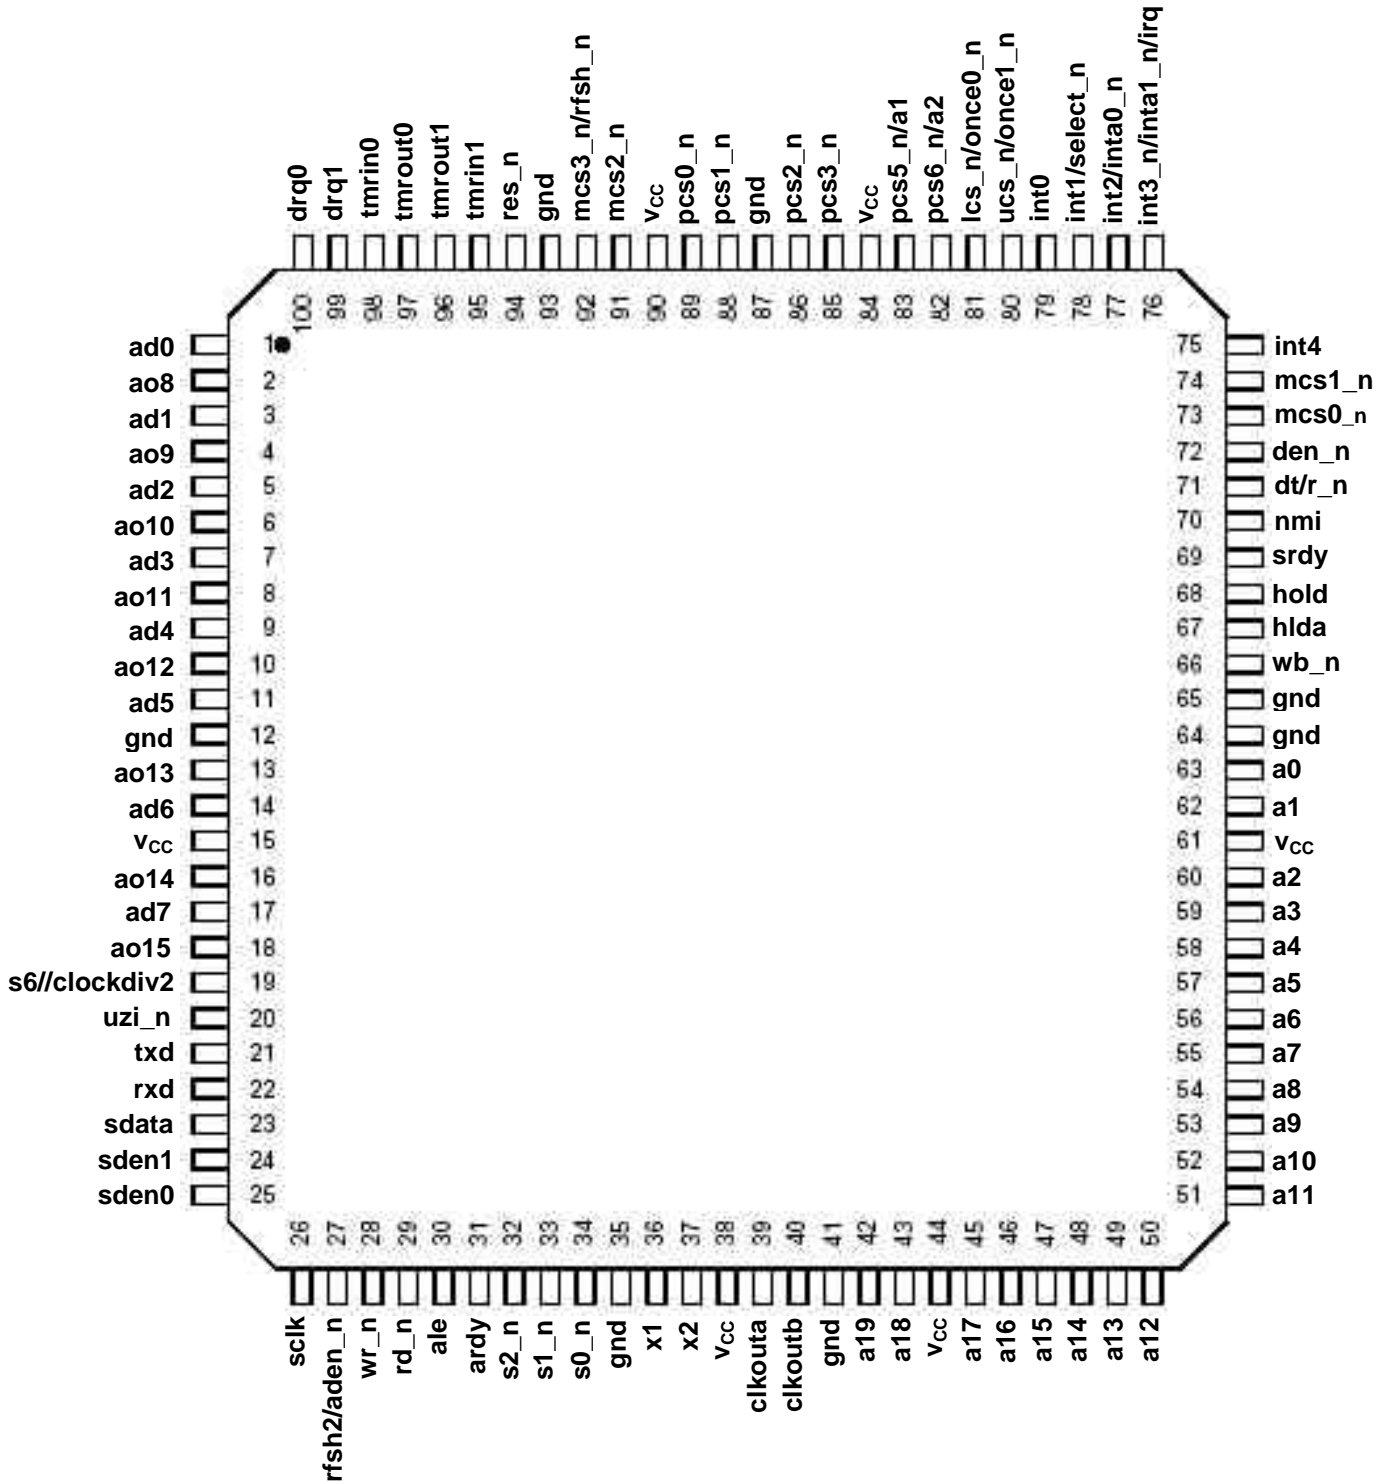 drq0
drq1
tmrin0
tmrout0
tmrout1
tmrin1
res_n
gnd
mcs3_n/rfsh_n
mcs2_n
vCC
pcs0_n
pcs1_n
gnd
pcs2_n
pcs3_n
vCC
pcs5_n/a1
pcs6_n/a2
lcs_n/once0_n
ucs_n/once1_n
int0
int1/select_n
int2/inta0_n
int3_n/inta1_n/irq
100
99
98
97
96
95
94
93
92
91
90
89
88
87
86
85
84
83
82
81
80
79
78
77
76
ad0 1
ao8 2
ad1 3
ao9 4
ad2 5
ao10 6
ad3 7
ao11 8
ad4 9
ao12 10
ad5 11
gnd 12
ao13 13
ad6 14
vCC 15
ao14 16
ad7 17
ao15 18
s6//clockdiv2 19
uzi_n 20
txd 21
rxd 22
sdata 23
sden1 24
sden0 25
75 int4
74 mcs1_n
73 mcs0_n
72 den_n
71 dt/r_n
70 nmi
69 srdy
68 hold
67 hlda
66 wb_n
65 gnd
64 gnd
63 a0
62 a1
61 vCC
60 a2
59 a3
58 a4
57 a5
56 a6
55 a7
54 a8
53 a9
52 a10
51 a11
26
27
28
29
30
31
32
33
34
35
36
37
38
39
40
41
42
43
44
45
46
47
48
49
50
sclk
rfsh2/aden_n
wr_n
rd_n
ale
ardy
s2_n
s1_n
s0_n
gnd
x1
x2
vCC
clkouta
clkoutb
gnd
a19
a18
vCC
a17
a16
a15
a14
a13
a12